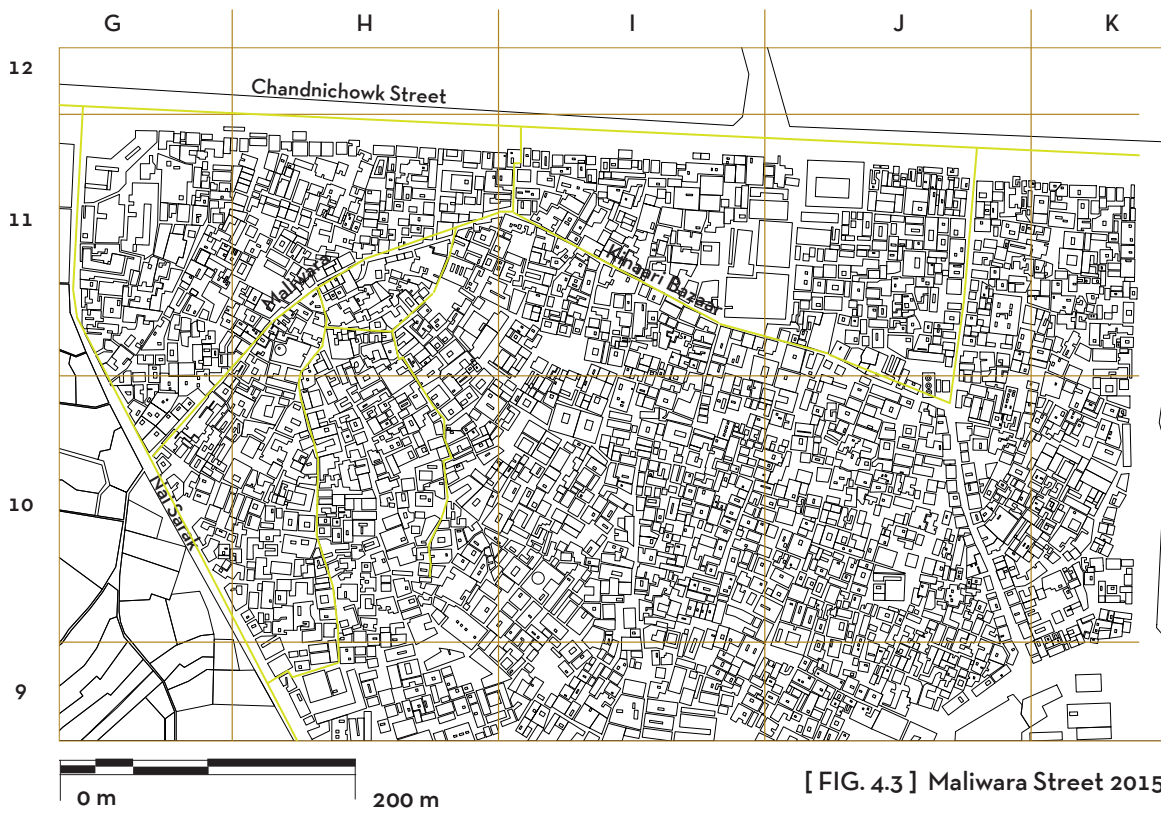 G H I J K
12
Chandnichowk Street
11
Maliwara
Kinaari Bazaar
10
Nai Sarak
9
0 m
200 m
[ FIG. 4.3 ] Maliwara Street 2015